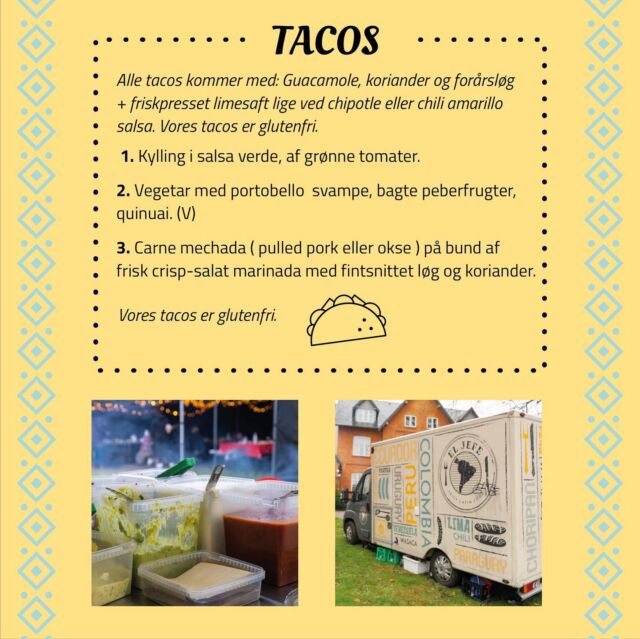 TACOS
Alle tacos kommer med: Guacamole, koriander og forårsløg
+ friskpresset limesaft lige ved chipotle eller chili amarillo
salsa. Vores tacos er glutenfri.
1. Kylling i salsa verde, af grønne tomater.
2. Vegetar med portobello svampe, bagte peberfrugter,
quinuai. (V)
3. Carne mechada ( pulled pork eller okse ) på bund af
frisk crisp-salat marinada med fintsnittet løg og koriander.
Vores tacos er glutenfri.
ECUADOR
URUGUAY
PERU
COLOMBIA
VENEZUELA
EL JEFE
LIMA
CHILI
PARAGUAY
CHORIPAN